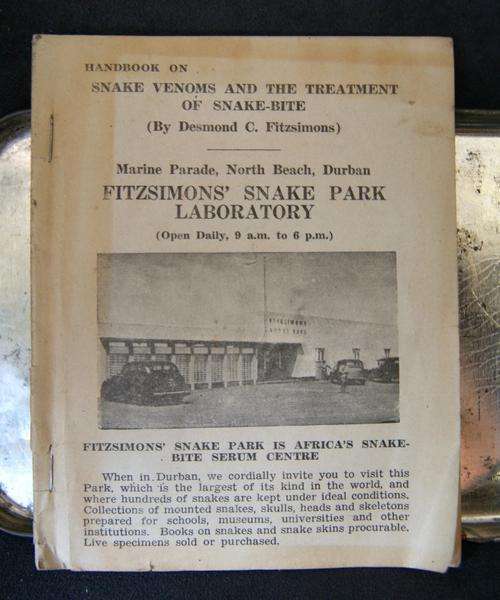 HANDBOOK ON
SNAKE VENOMS AND THE TREATMENT
OF SNAKE-BITE
(By Desmond C. Fitzsimons)
Marine Parade, North Beach, Durban
FITZSIMONS' SNAKE PARK
LABORATORY
(Open Daily, 9 a.m. to 6 p.m.)
FITZSIMONS
SNAKE PARK
FITZSIMONS' SNAKE PARK IS AFRICA'S SNAKE-
BITE SERUM CENTRE
When in Durban, we cordially invite you to visit this
Park, which is the largest of its kind in the world, and
where hundreds of snakes are kept under ideal conditions.
Collections of mounted snakes, skulls, heads and skeletons
prepared for schools, museums, universities and other
institutions. Books on snakes and snake skins procurable.
Live specimens sold or purchased.